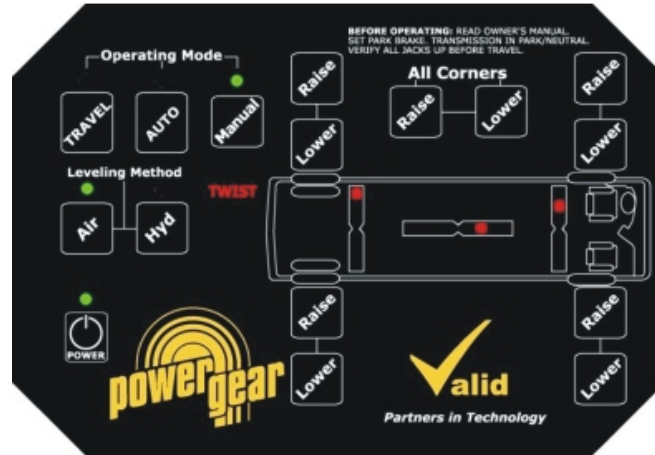 BEFORE OPERATING: READ OWNER'S MANUAL.
SET PARK BRAKE. TRANSMISSION IN PARK/NEUTRAL.
VERIFY ALL JACKS UP BEFORE TRAVEL.
Operating Mode
TRAVEL
AUTO
Manual
Raise
Lower
All Corners
Raise
Lower
Raise
Lower
Leveling Method
Air
Hyd
TWIST
POWER
powergear
Raise
Lower
Valid
Partners in Technology
Raise
Lower